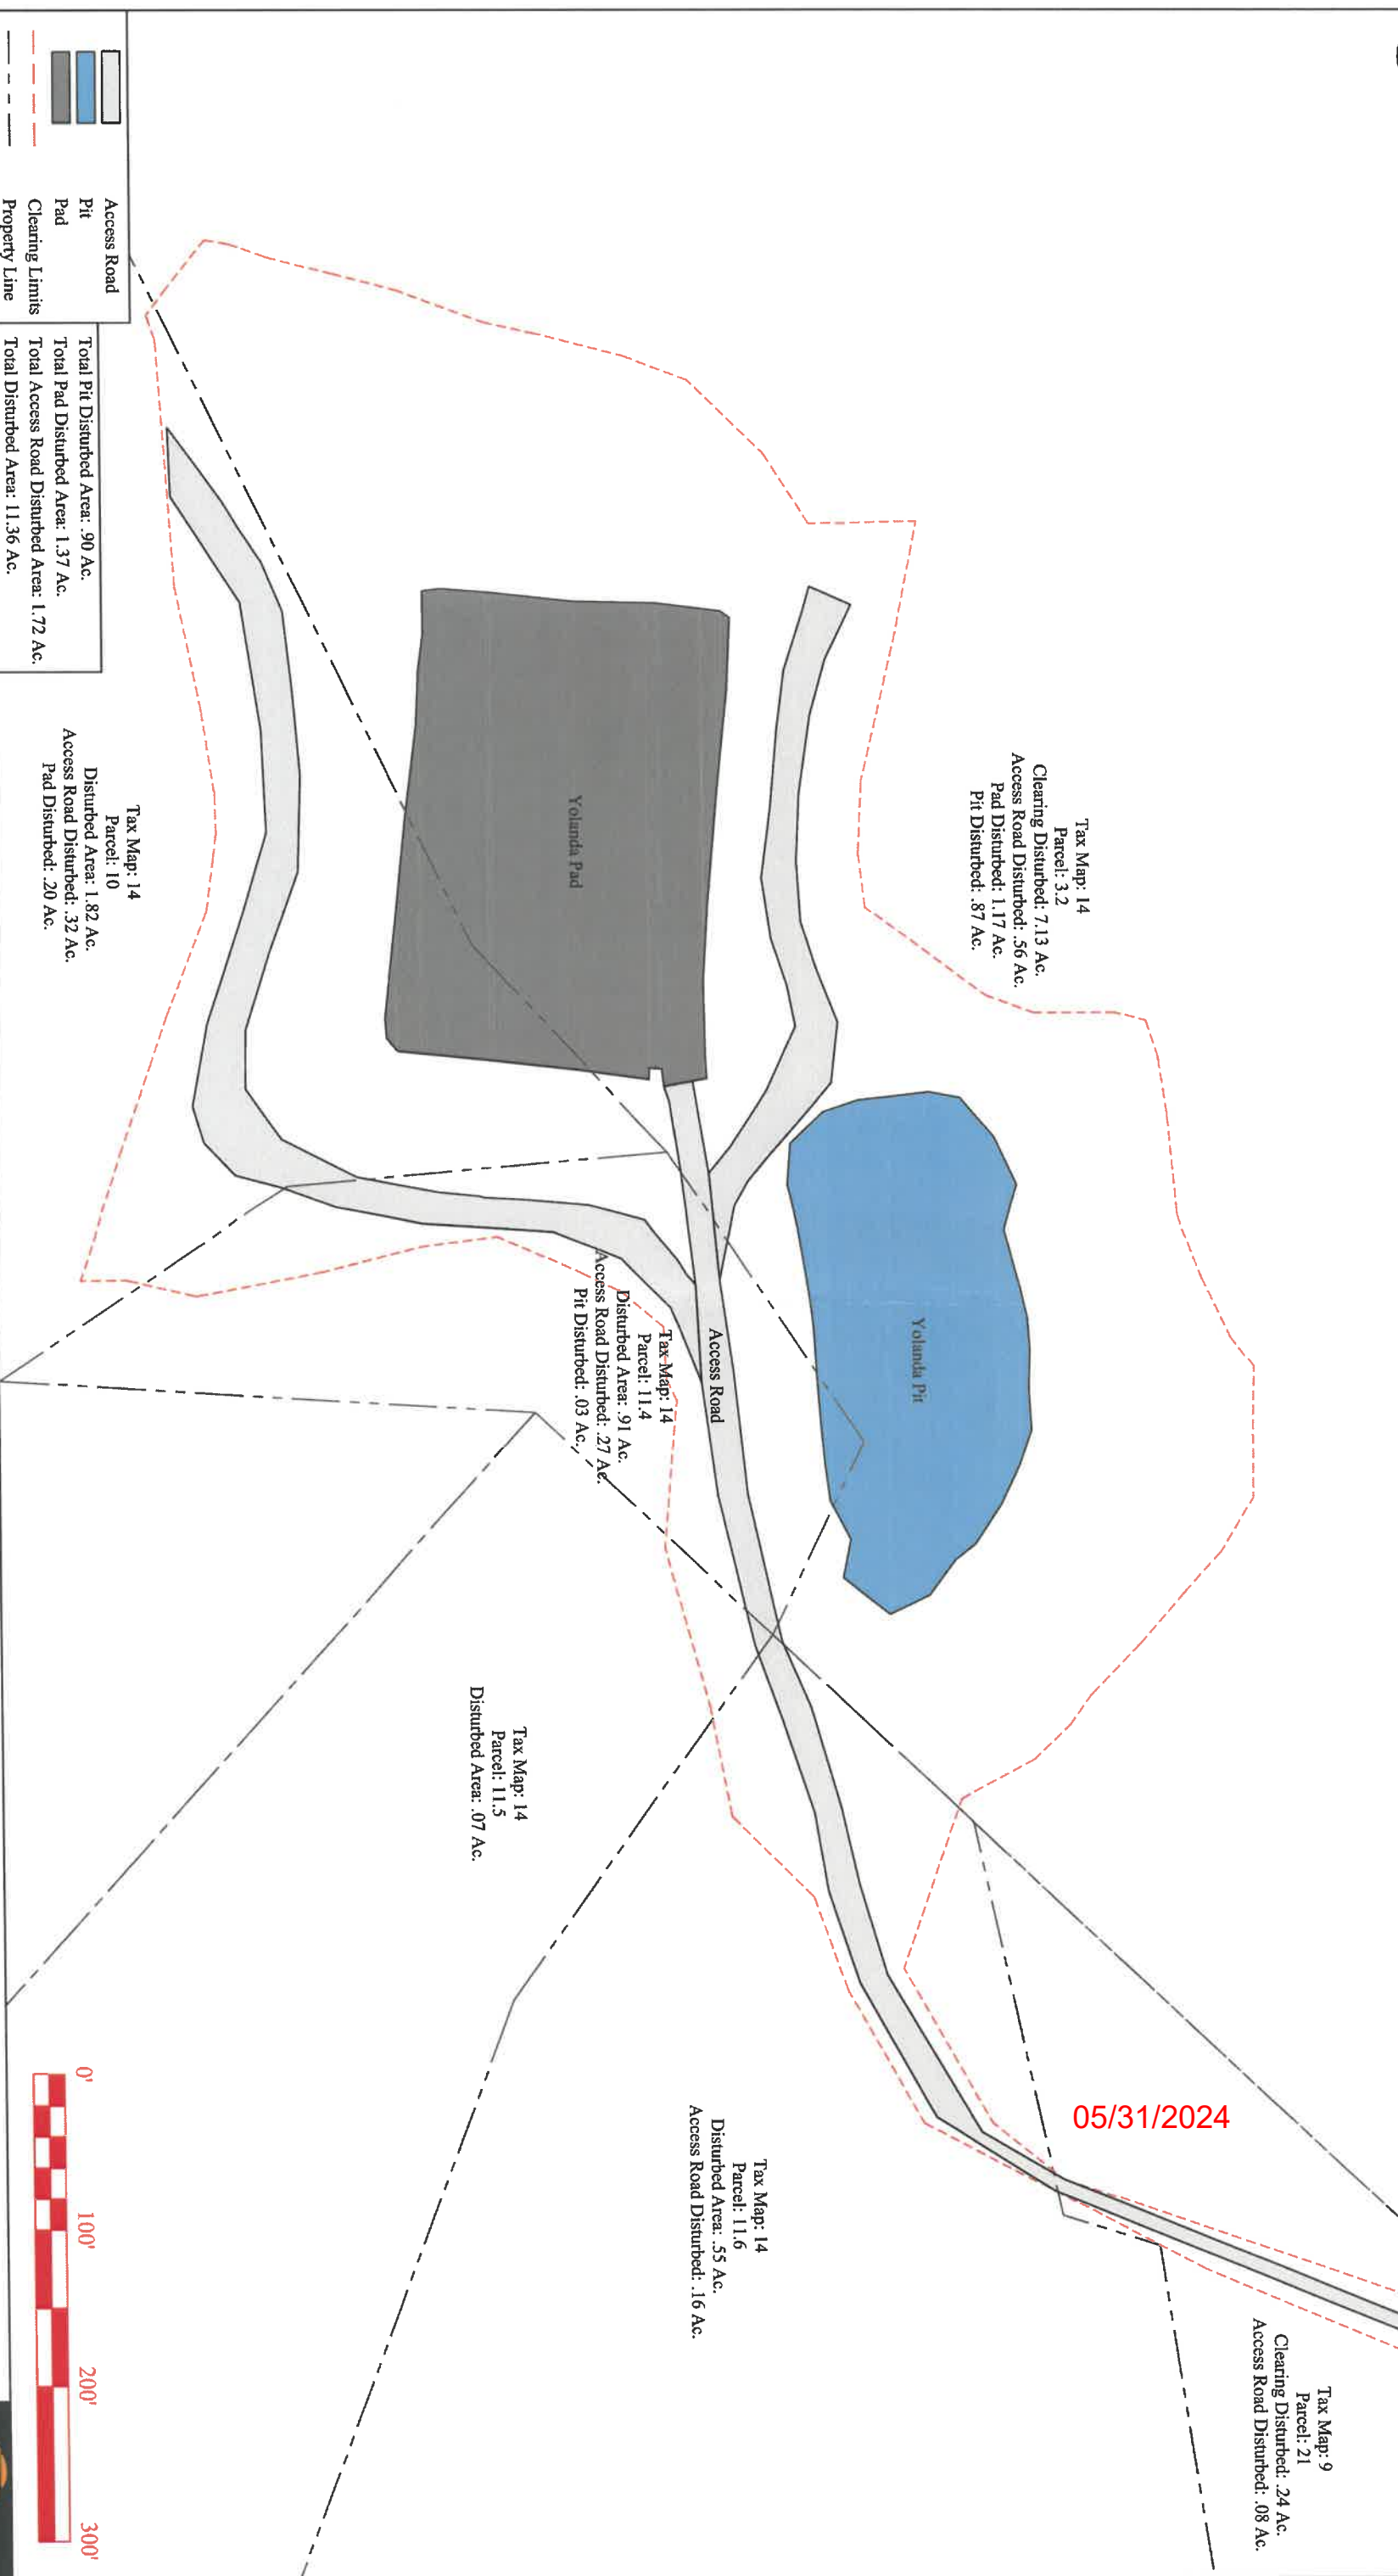 Tax Map: 9
Parcel: 21
Clearing Disturbed: .24 Ac.
Access Road Disturbed: .08 Ac.
Tax Map: 14
Parcel: 3.2
Clearing Disturbed: 7.13 Ac.
Access Road Disturbed: .56 Ac.
Pad Disturbed: 1.17 Ac.
Pit Disturbed: .87 Ac.
05/31/2024
Yolanda Pit
Yolanda Pad
Access Road
Tax Map: 14
Parcel: 11.4
Disturbed Area: .91 Ac.
Access Road Disturbed: .27 Ac.
Pit Disturbed: .03 Ac.
Tax Map: 14
Parcel: 11.6
Disturbed Area: .55 Ac.
Access Road Disturbed: .16 Ac.
Tax Map: 14
Parcel: 11.5
Disturbed Area: .07 Ac.
Tax Map: 14
Parcel: 10
Disturbed Area: 1.82 Ac.
Access Road Disturbed: .32 Ac.
Pad Disturbed: .20 Ac.
Access Road
Pit
Pad
Clearing Limits
Property Line
Total Pit Disturbed Area: .90 Ac.
Total Pad Disturbed Area: 1.37 Ac.
Total Access Road Disturbed Area: 1.72 Ac.
Total Disturbed Area: 11.36 Ac.
0' 100' 200' 300'